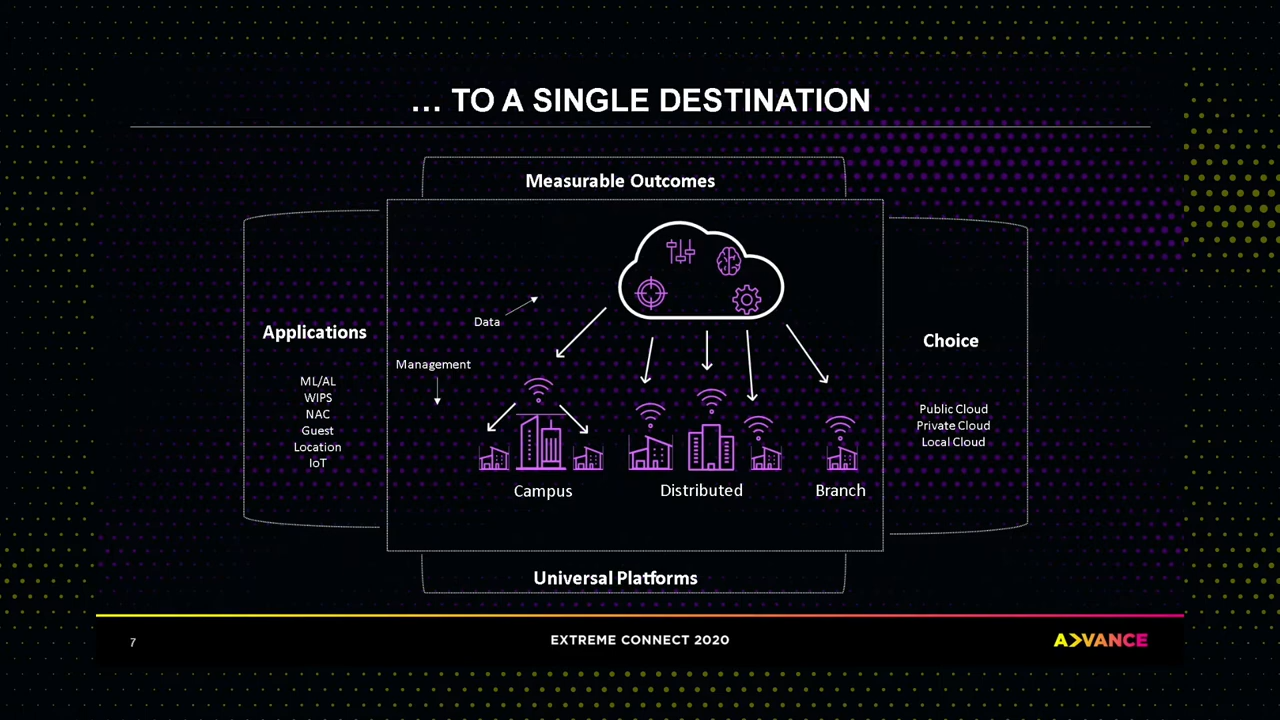 ... TO A SINGLE DESTINATION
Measurable Outcomes
Applications
ML/AL
WIPS
NAC
Guest
Location
IoT
Data
Management
Campus
Distributed
Branch
Choice
Public Cloud
Private Cloud
Local Cloud
Universal Platforms
7
EXTREME CONNECT 2020
ADVANCE